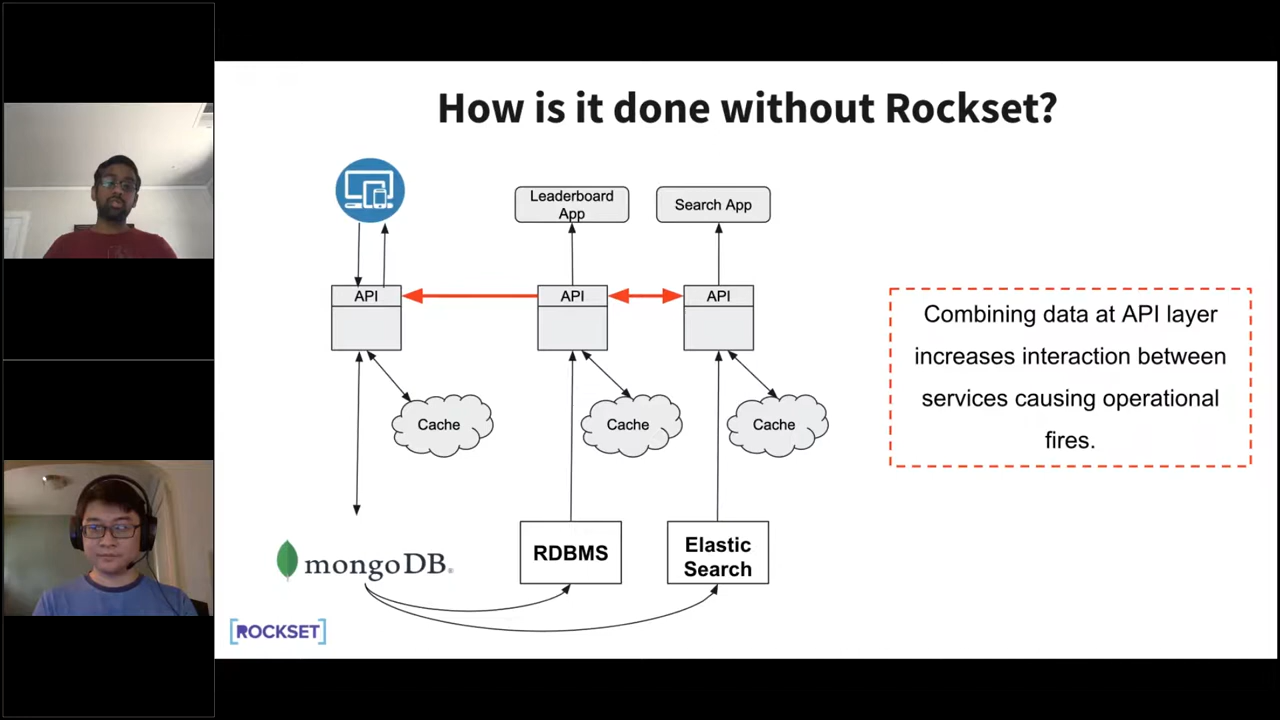 How is it done without Rockset?
Leaderboard
App
Search App
API
API
API
Combining data at API layer
increases interaction between
services causing operational
fires.
Cache
Cache
Cache
mongoDB®
RDBMS
Elastic
Search
[ROCKSET]